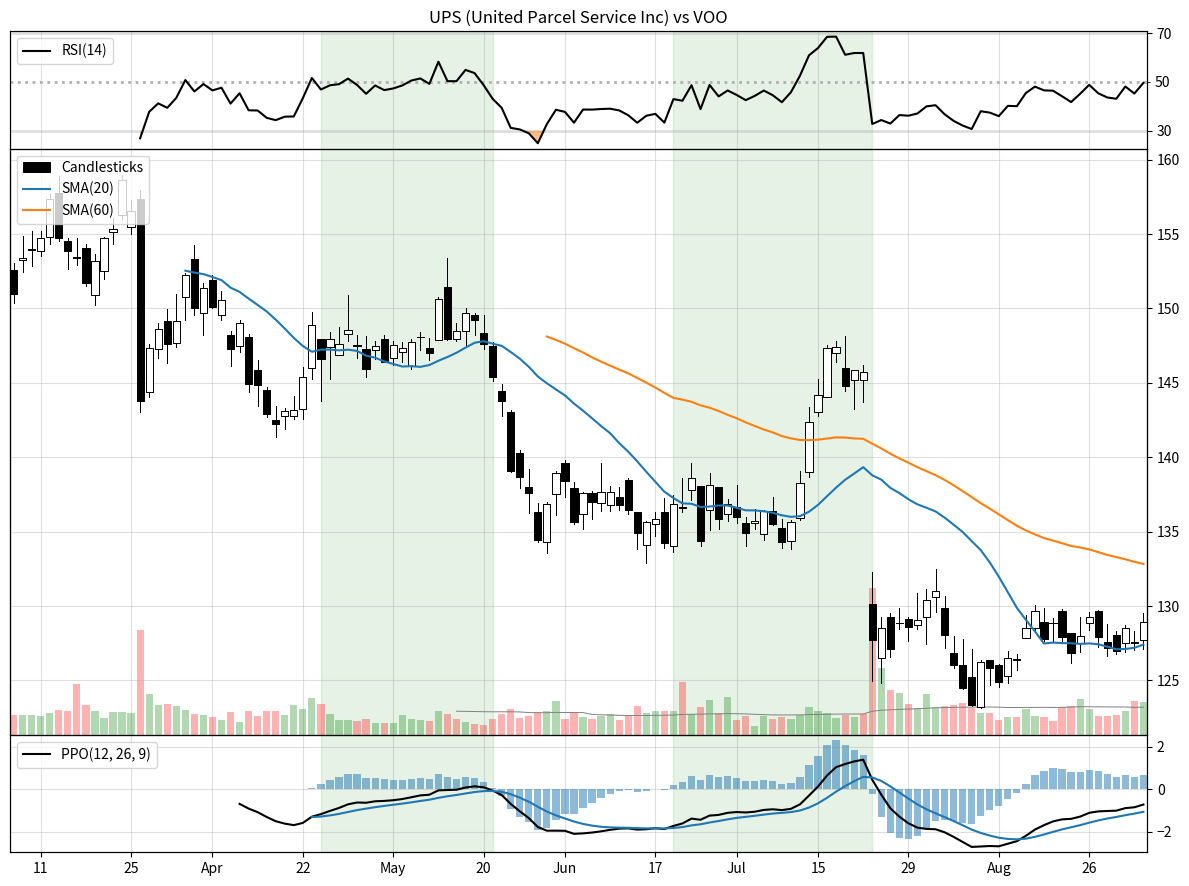 UPS (United Parcel Service Inc) vs VOO
RSI(14)
70
50
30
Candlesticks
SMA(20)
SMA(60)
160
155
150
145
140
135
130
125
PPO(12, 26, 9)
2
0
−2
11 25 Apr 22 May 20 Jun 17 Jul 15 29 Aug 26